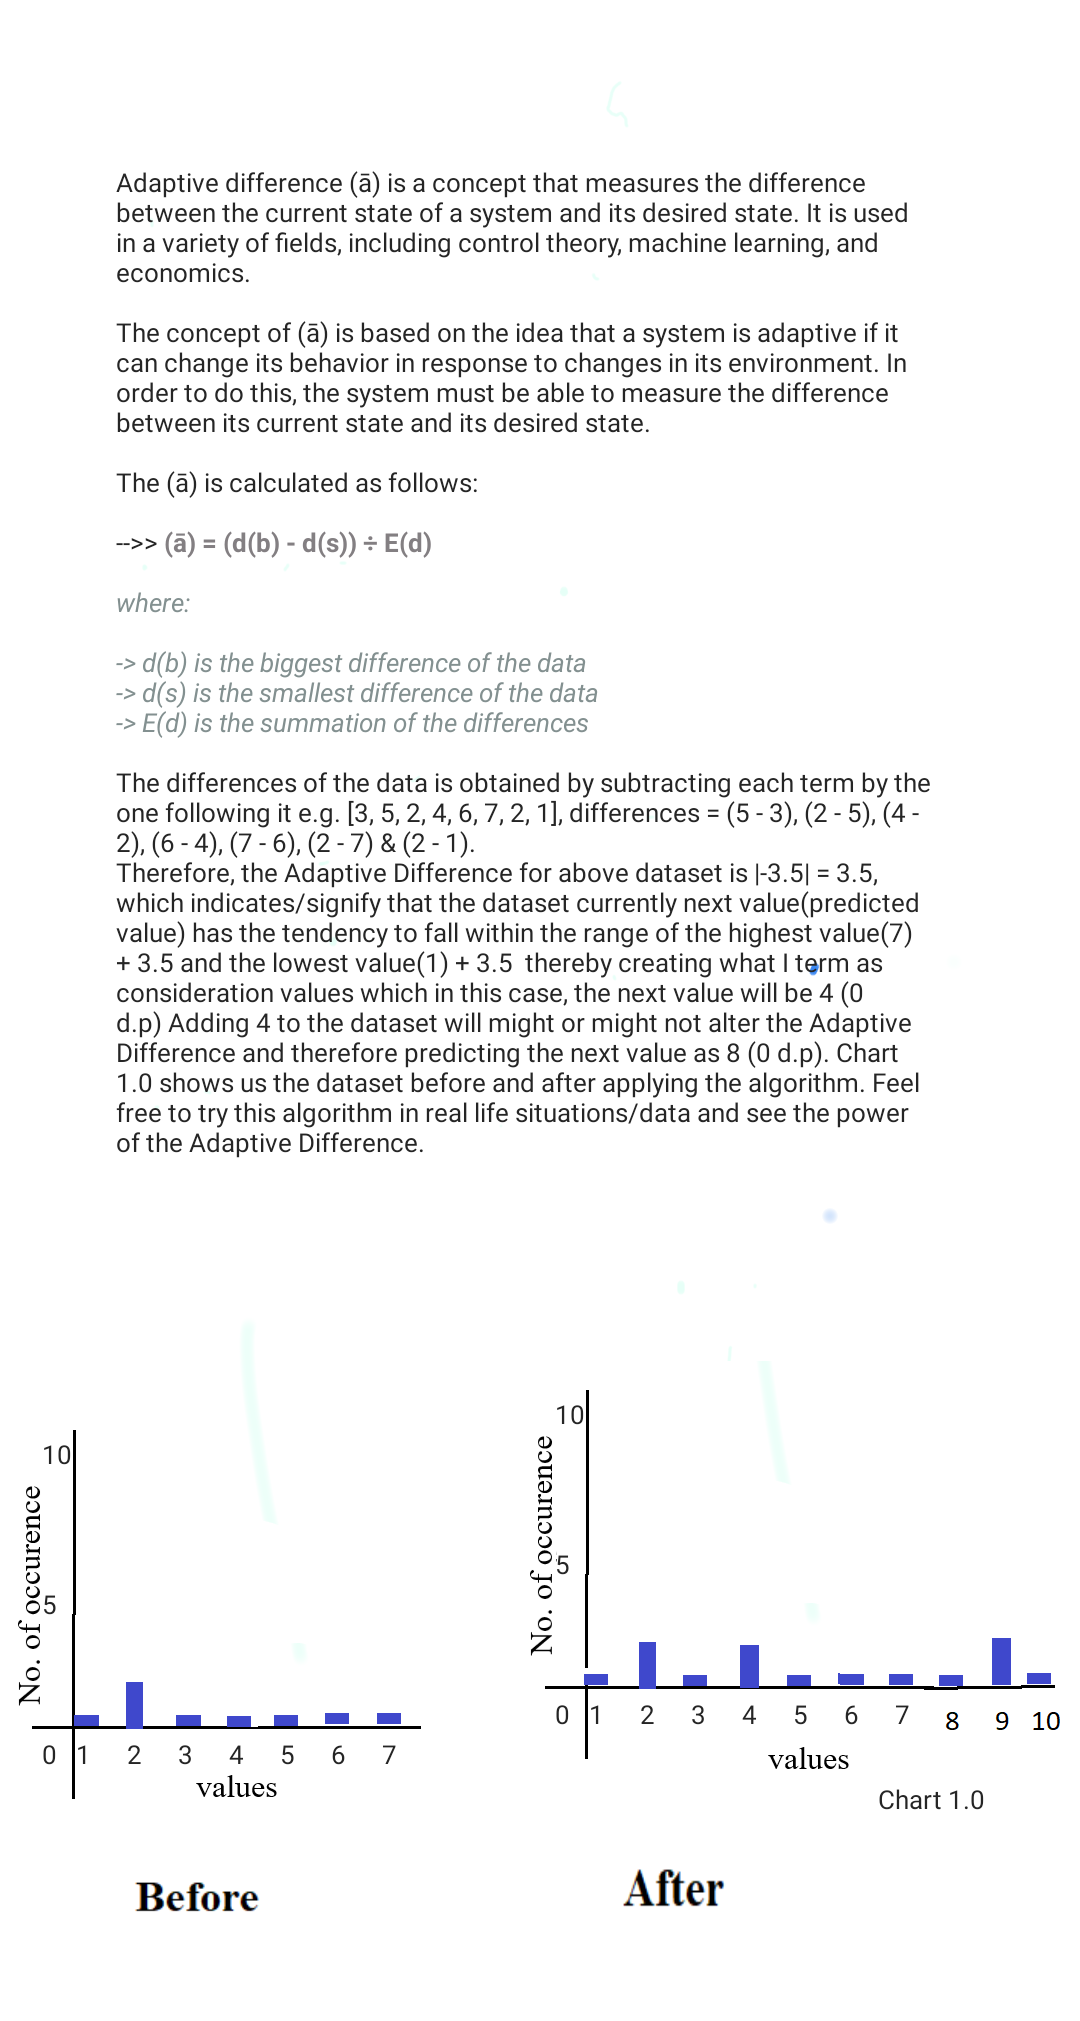 Adaptive difference (ā) is a concept that measures the difference
between the current state of a system and its desired state. It is used
in a variety of fields, including control theory, machine learning, and
economics.
The concept of (ā) is based on the idea that a system is adaptive if it
can change its behavior in response to changes in its environment. In
order to do this, the system must be able to measure the difference
between its current state and its desired state.
The (ā) is calculated as follows:
-->> (ā) = (d(b) - d(s)) ÷ E(d)
where:
-> d(b) is the biggest difference of the data
-> d(s) is the smallest difference of the data
-> E(d) is the summation of the differences
The differences of the data is obtained by subtracting each term by the
one following it e.g. [3, 5, 2, 4, 6, 7, 2, 1], differences = (5 - 3), (2 - 5), (4 -
2), (6 - 4), (7 - 6), (2 - 7) & (2 - 1).
Therefore, the Adaptive Difference for above dataset is |-3.5| = 3.5,
which indicates/signify that the dataset currently next value(predicted
value) has the tendency to fall within the range of the highest value(7)
+ 3.5 and the lowest value(1) + 3.5  thereby creating what I term as
consideration values which in this case, the next value will be 4 (0
d.p) Adding 4 to the dataset will might or might not alter the Adaptive
Difference and therefore predicting the next value as 8 (0 d.p). Chart
1.0 shows us the dataset before and after applying the algorithm. Feel
free to try this algorithm in real life situations/data and see the power
of the Adaptive Difference.
10
5
No. of occurence
0 1 2 3 4 5 6 7
values
Before
10
5
No. of occurence
0 1 2 3 4 5 6 7 8 9 10
values
Chart 1.0
After